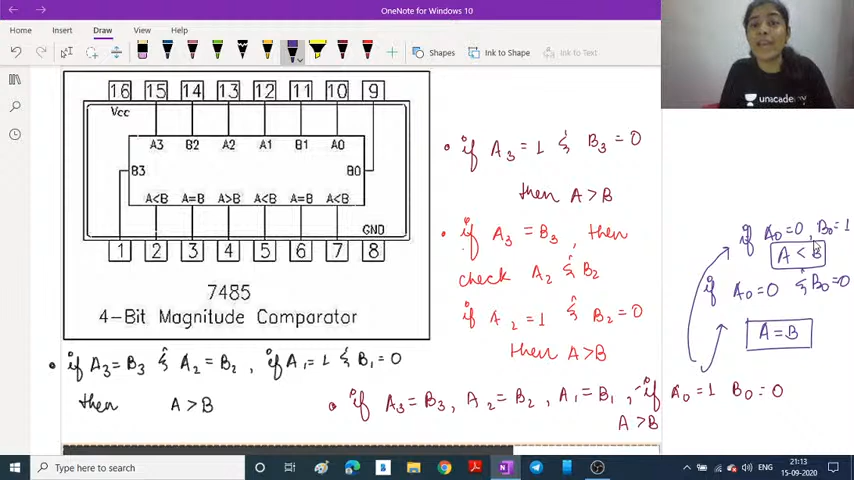 OneNote for Windows 10
Home Insert Draw View Help
Shapes Ink to Shape Ink to Text
16 15 14 13 12 11 10 9
Vcc
A3 B2 A2 A1 B1 A0
B3 B0
A<B A=B A>B A<B A=B A<B
GND
1 2 3 4 5 6 7 8
7485
4-Bit Magnitude Comparator
unacademy
• if A3 = 1 & B3 = 0
then A > B
• if A3 = B3, then
check A2 & B2
if A2 = 1 & B2 = 0
then A > B
if A0 = 0, B0 = 1
A < B
if A0 = 0 & B0 = 0
A = B
• if A3 = B3 & A2 = B2, if A1 = 1 & B1 = 0
then A > B
• if A3 = B3, A2 = B2, A1 = B1, if A0 = 1 B0 = 0
A > B
Type here to search
ENG
21:13
15-09-2020